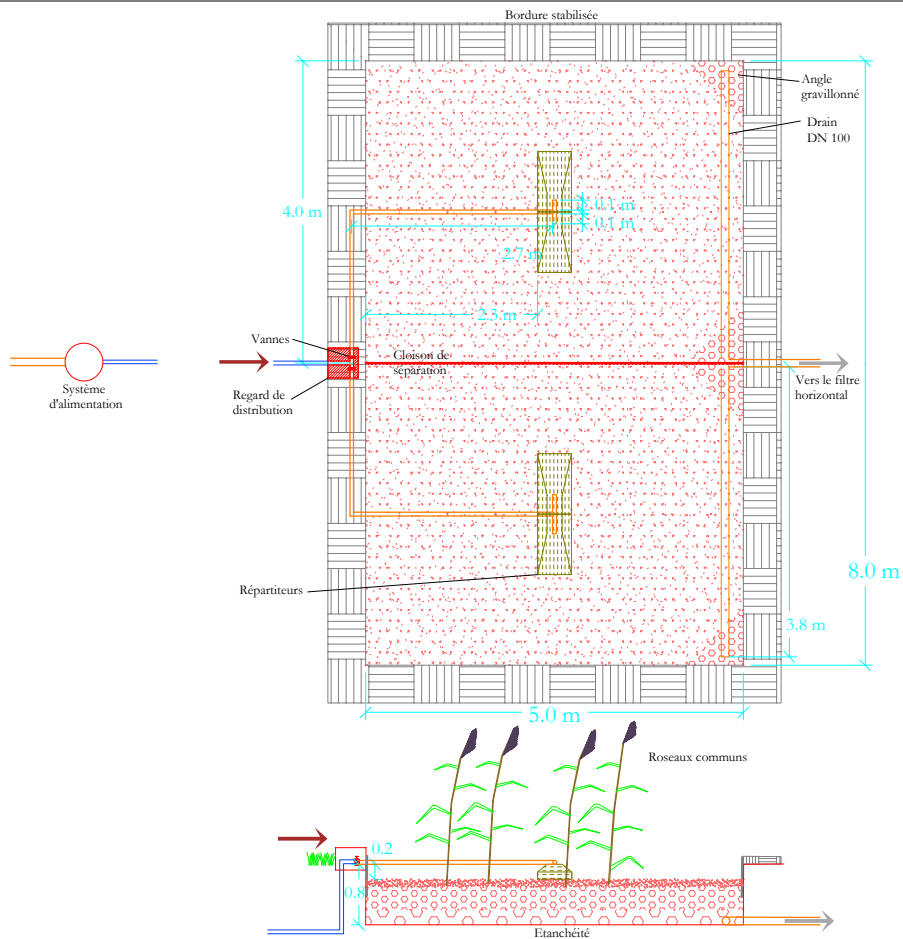 Bordure stabilisée
Angle
gravillonné
Drain
DN 100
4.0 m
0.1 m
0.1 m
2.7 m
2.3 m
Vannes
Cloison de
séparation
Système
d'alimentation
Regard de
distribution
Vers le filtre
horizontal
8.0 m
Répartiteurs
3.8 m
5.0 m
Roseaux communs
0.2
0.8
Etanchéité